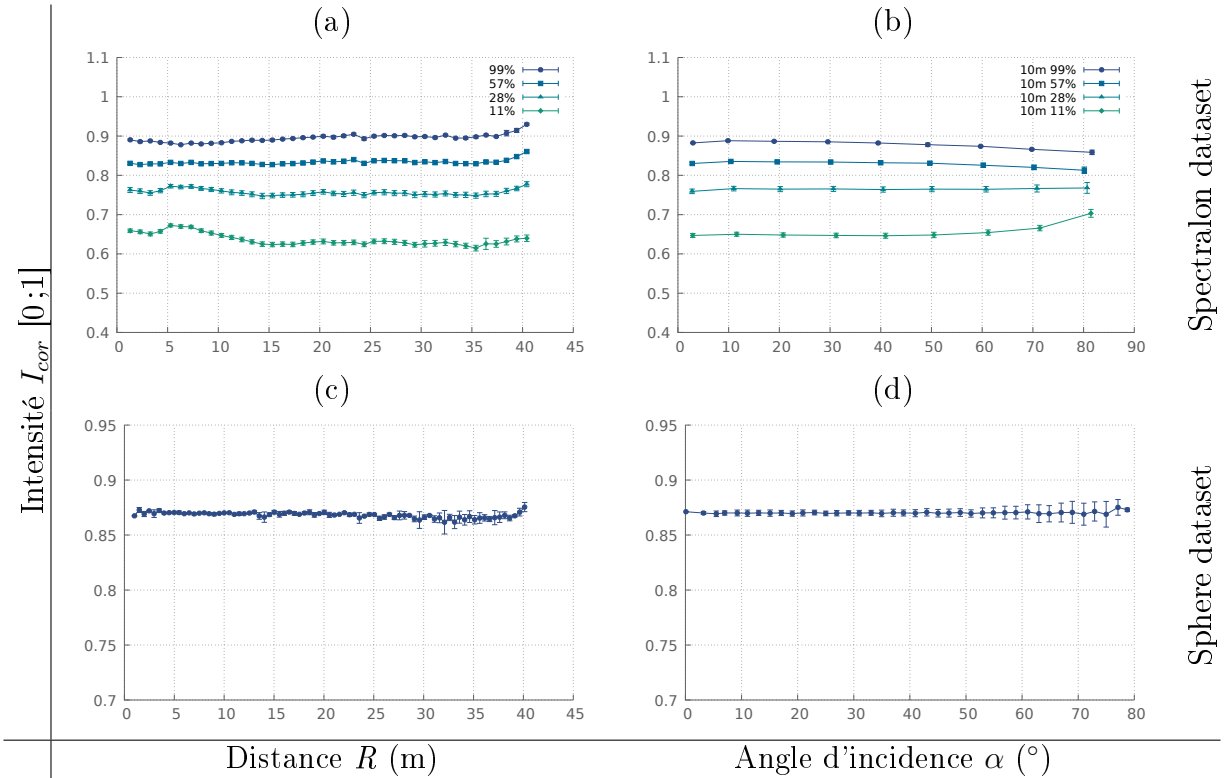 (a)
1.1
1
0.9
0.8
0.7
0.6
0.5
0.4
0 5 10 15 20 25 30 35 40 45
99%
57%
28%
11%
(b)
1.1
1
0.9
0.8
0.7
0.6
0.5
0.4
0 10 20 30 40 50 60 70 80 90
10m 99%
10m 57%
10m 28%
10m 11%
Spectralon dataset
Intensité I_cor [0;1]
(c)
0.95
0.9
0.85
0.8
0.75
0.7
0 5 10 15 20 25 30 35 40 45
(d)
0.95
0.9
0.85
0.8
0.75
0.7
0 10 20 30 40 50 60 70 80
Sphere dataset
Distance R (m)
Angle d'incidence α (°)